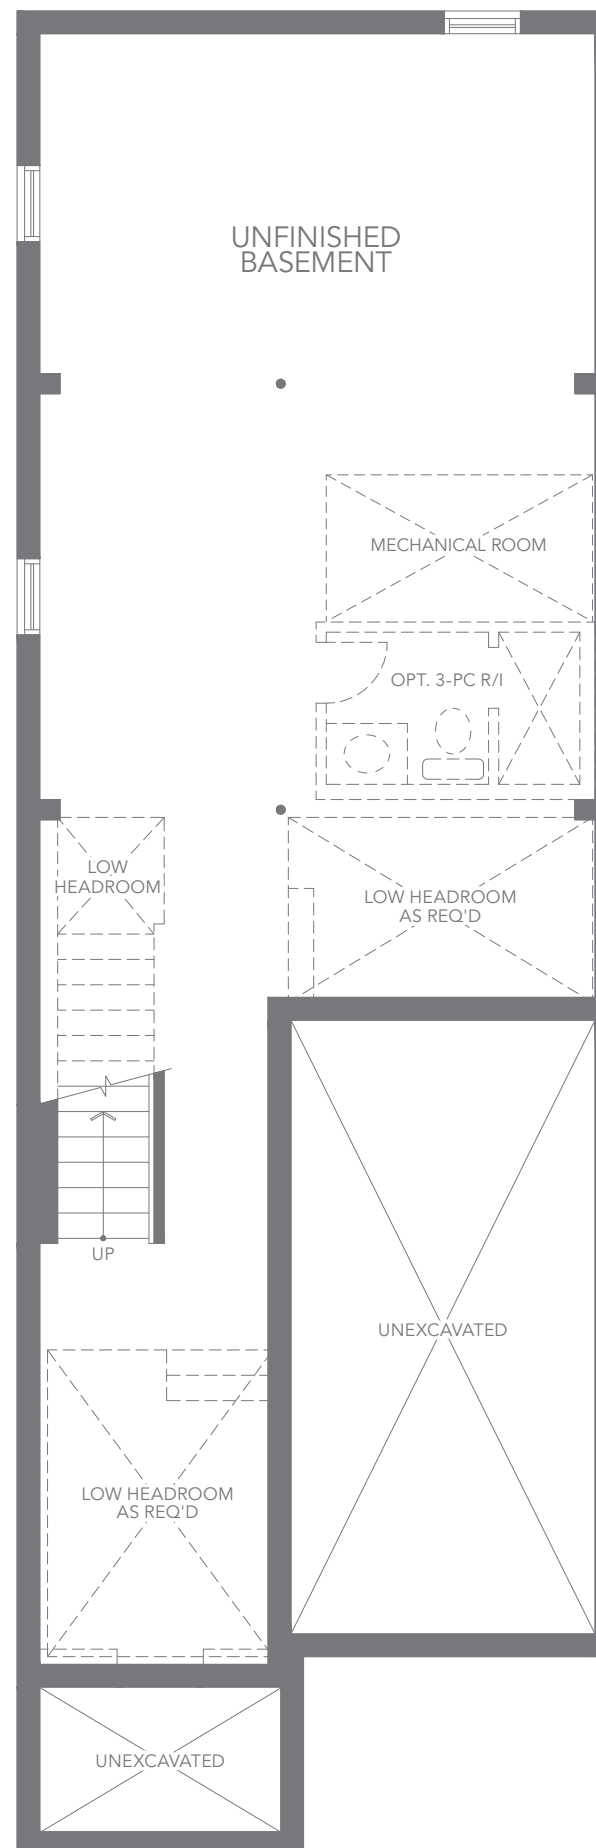 UNFINISHED
BASEMENT
MECHANICAL ROOM
OPT. 3-PC R/I
LOW
HEADROOM
LOW HEADROOM
AS REQ'D
UP
UNEXCAVATED
LOW HEADROOM
AS REQ'D
UNEXCAVATED